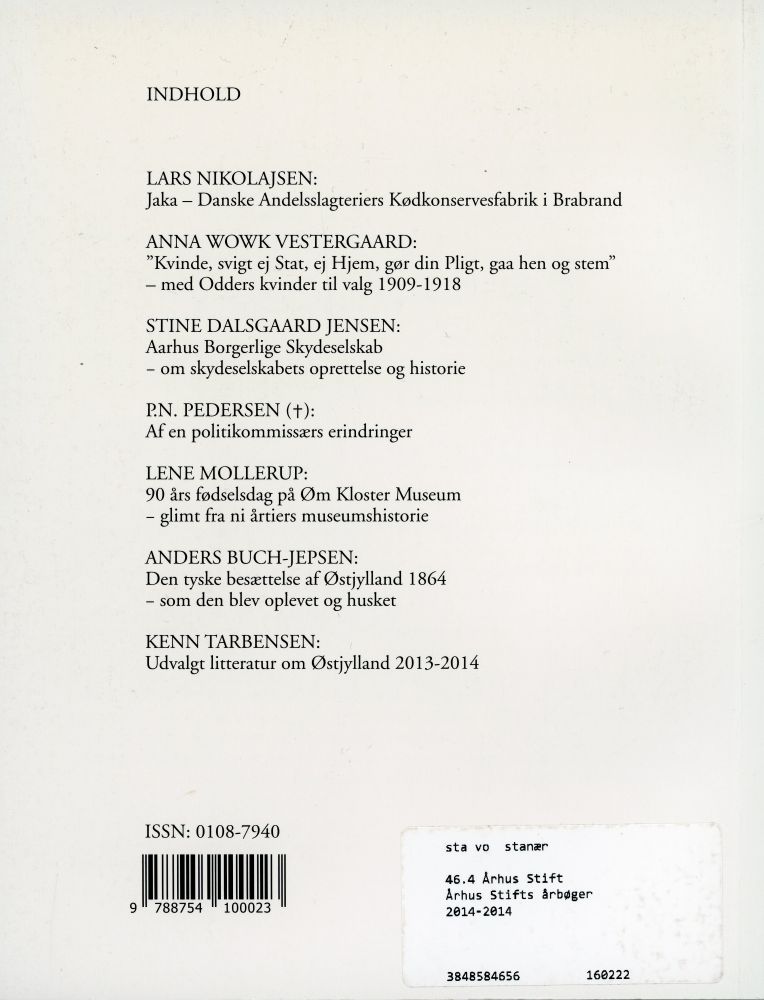 INDHOLD
LARS NIKOLAJSEN:
Jaka – Danske Andelsslagteriers Kødkonservesfabrik i Brabrand
ANNA WOWK VESTERGAARD:
”Kvinde, svigt ej Stat, ej Hjem, gør din Pligt, gaa hen og stem”
– med Odders kvinder til valg 1909-1918
STINE DALSGAARD JENSEN:
Aarhus Borgerlige Skydeselskab
– om skydeselskabets oprettelse og historie
P.N. PEDERSEN (†):
Af en politikommissærs erindringer
LENE MOLLERUP:
90 års fødselsdag på Øm Kloster Museum
– glimt fra ni årtiers museumshistorie
ANDERS BUCH-JEPSEN:
Den tyske besættelse af Østjylland 1864
– som den blev oplevet og husket
KENN TARBENSEN:
Udvalgt litteratur om Østjylland 2013-2014
ISSN: 0108-7940
9 788754 100023
sta vo stanær
46.4 Århus Stift
Århus Stifts årbøger
2014-2014
3848584656 160222